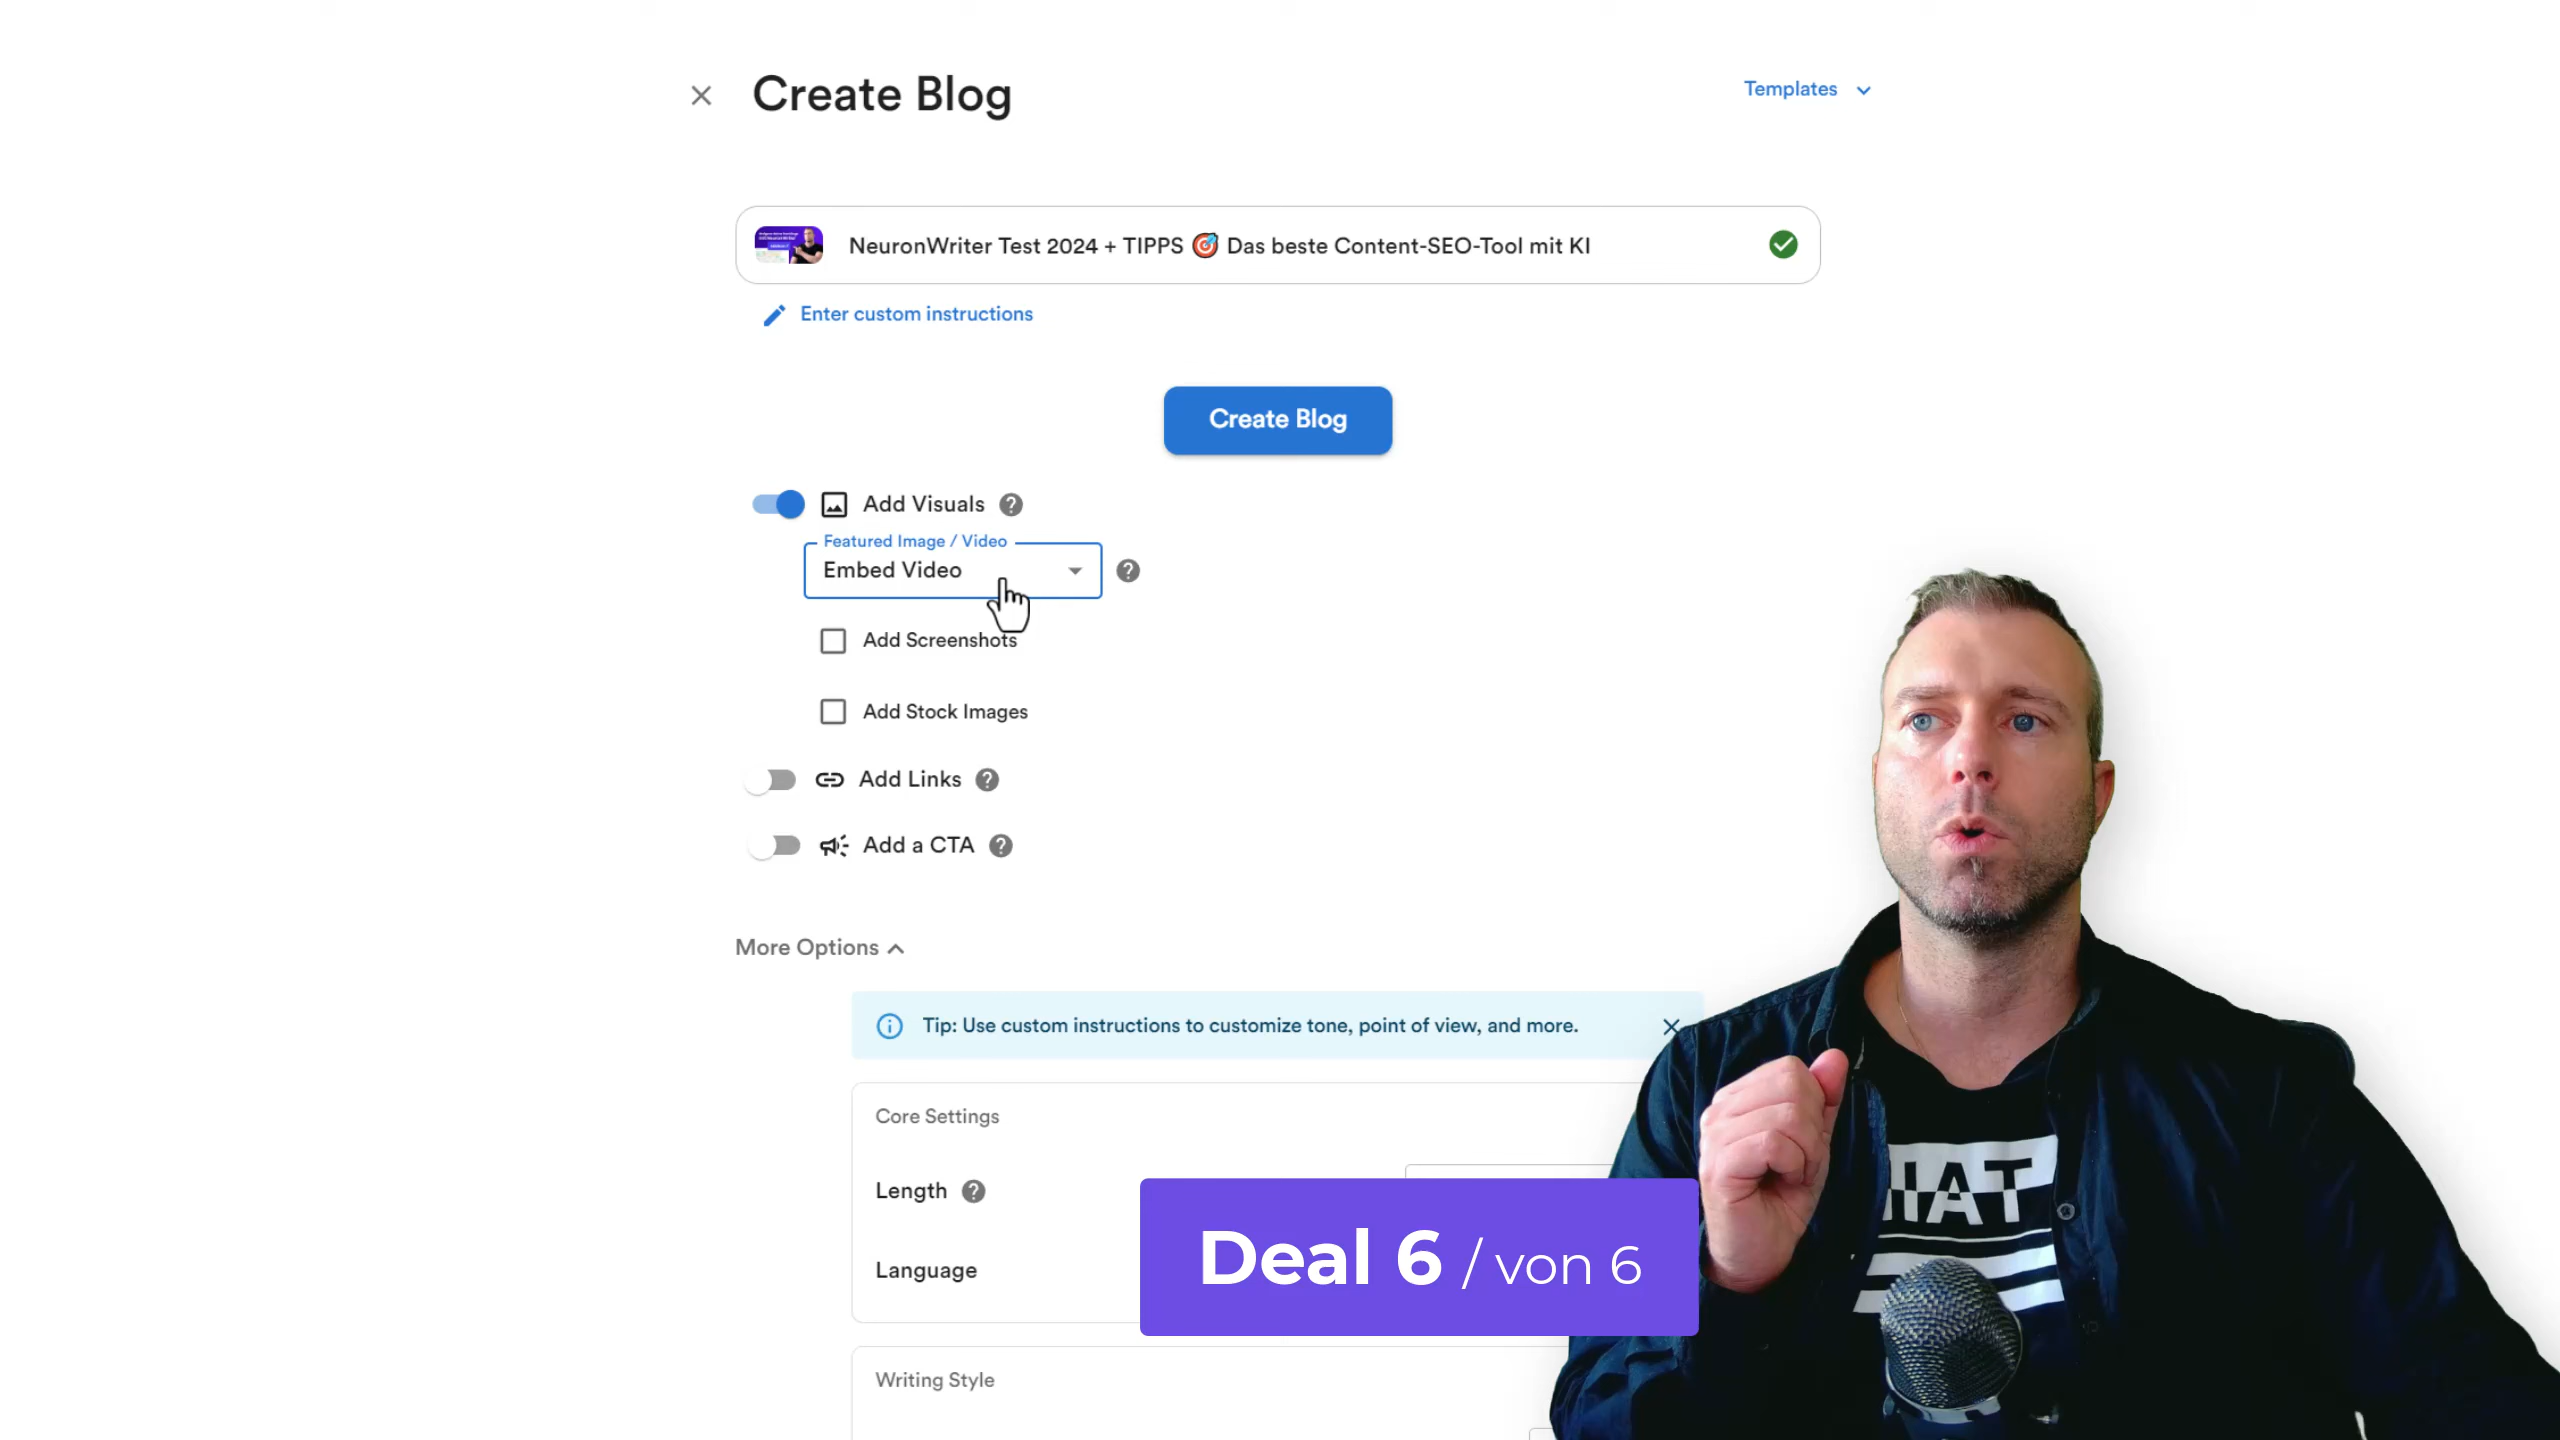 Create Blog
Templates
NeuronWriter Test 2024 + TIPPS 🎯 Das beste Content-SEO-Tool mit KI
Enter custom instructions
Create Blog
Add Visuals
Featured Image / Video
Embed Video
Add Screenshots
Add Stock Images
Add Links
Add a CTA
More Options
Tip: Use custom instructions to customize tone, point of view, and more.
Core Settings
Length
Language
Deal 6 / von 6
Writing Style